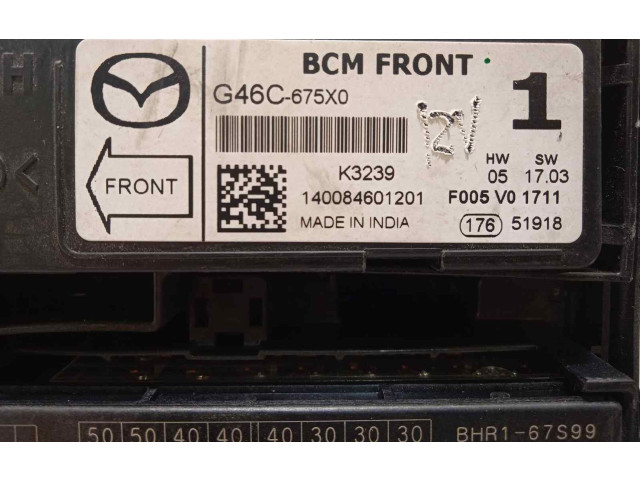 BCM FRONT
G46C-675X0
1
K3239
HW SW
05 17.03
FRONT
140084601201
F005 V0 1711
MADE IN INDIA
176 51918
H
50 50 40 40 40 30 30 30
BHR1-67S99